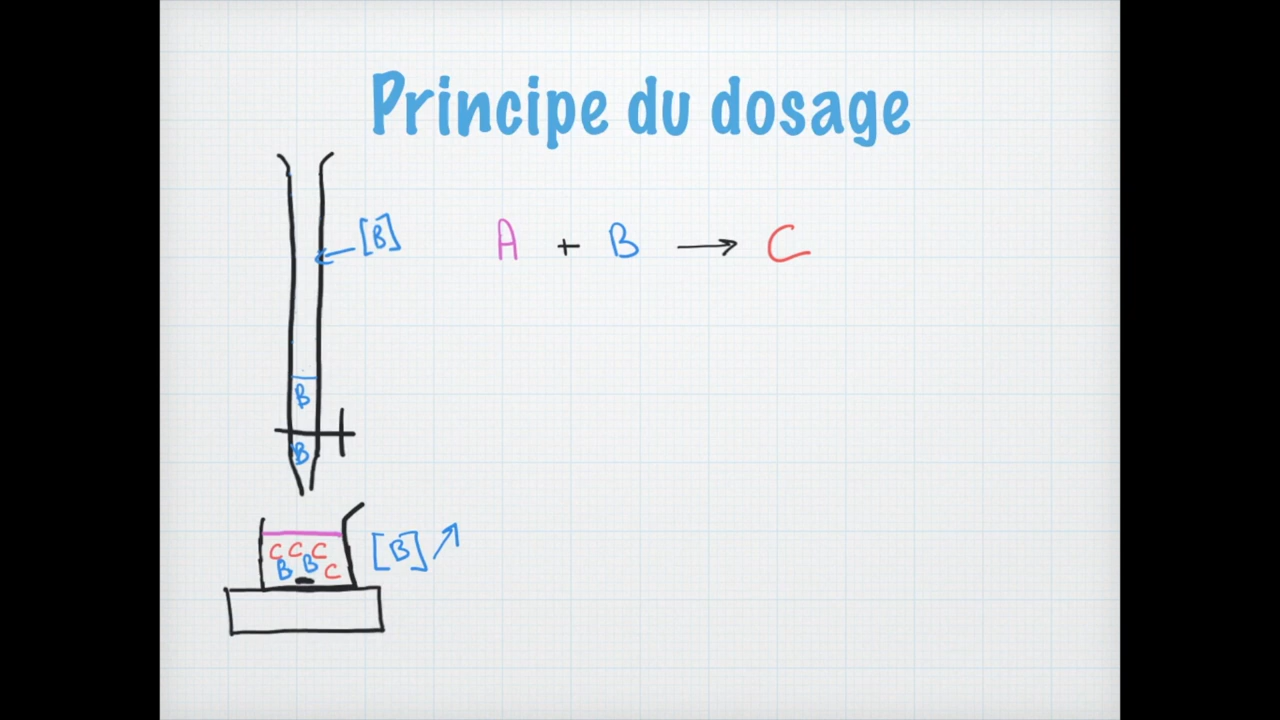 Principe du dosage
[B]
A + B → C
B
B
[B] ↗
C C C
B B C